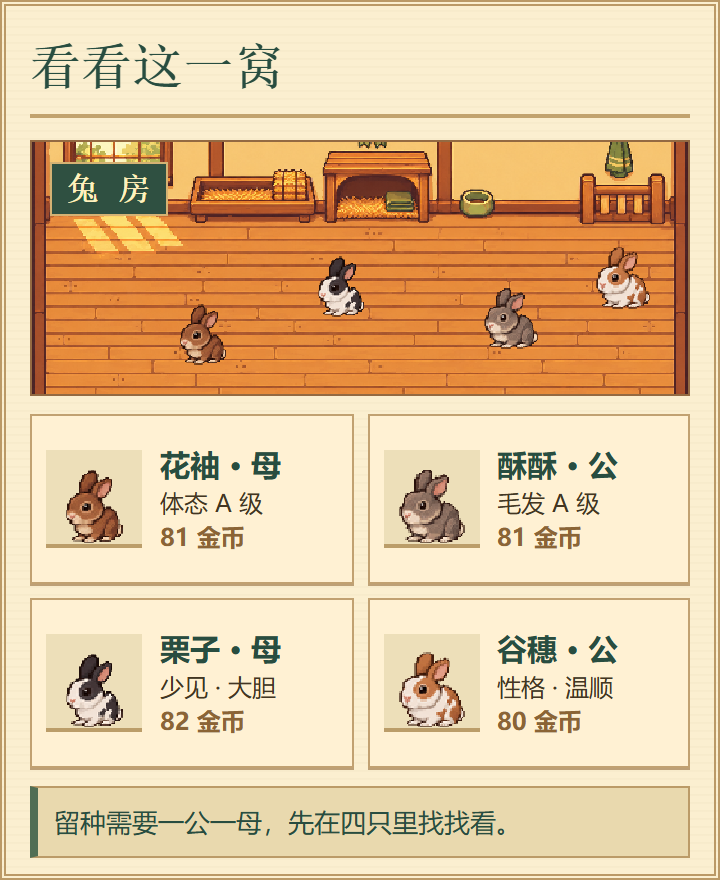 看看这一窝
兔 房
花袖 · 母
体态 A 级
81 金币
酥酥 · 公
毛发 A 级
81 金币
栗子 · 母
少见 · 大胆
82 金币
谷穗 · 公
性格 · 温顺
80 金币
留种需要一公一母，先在四只里找找看。